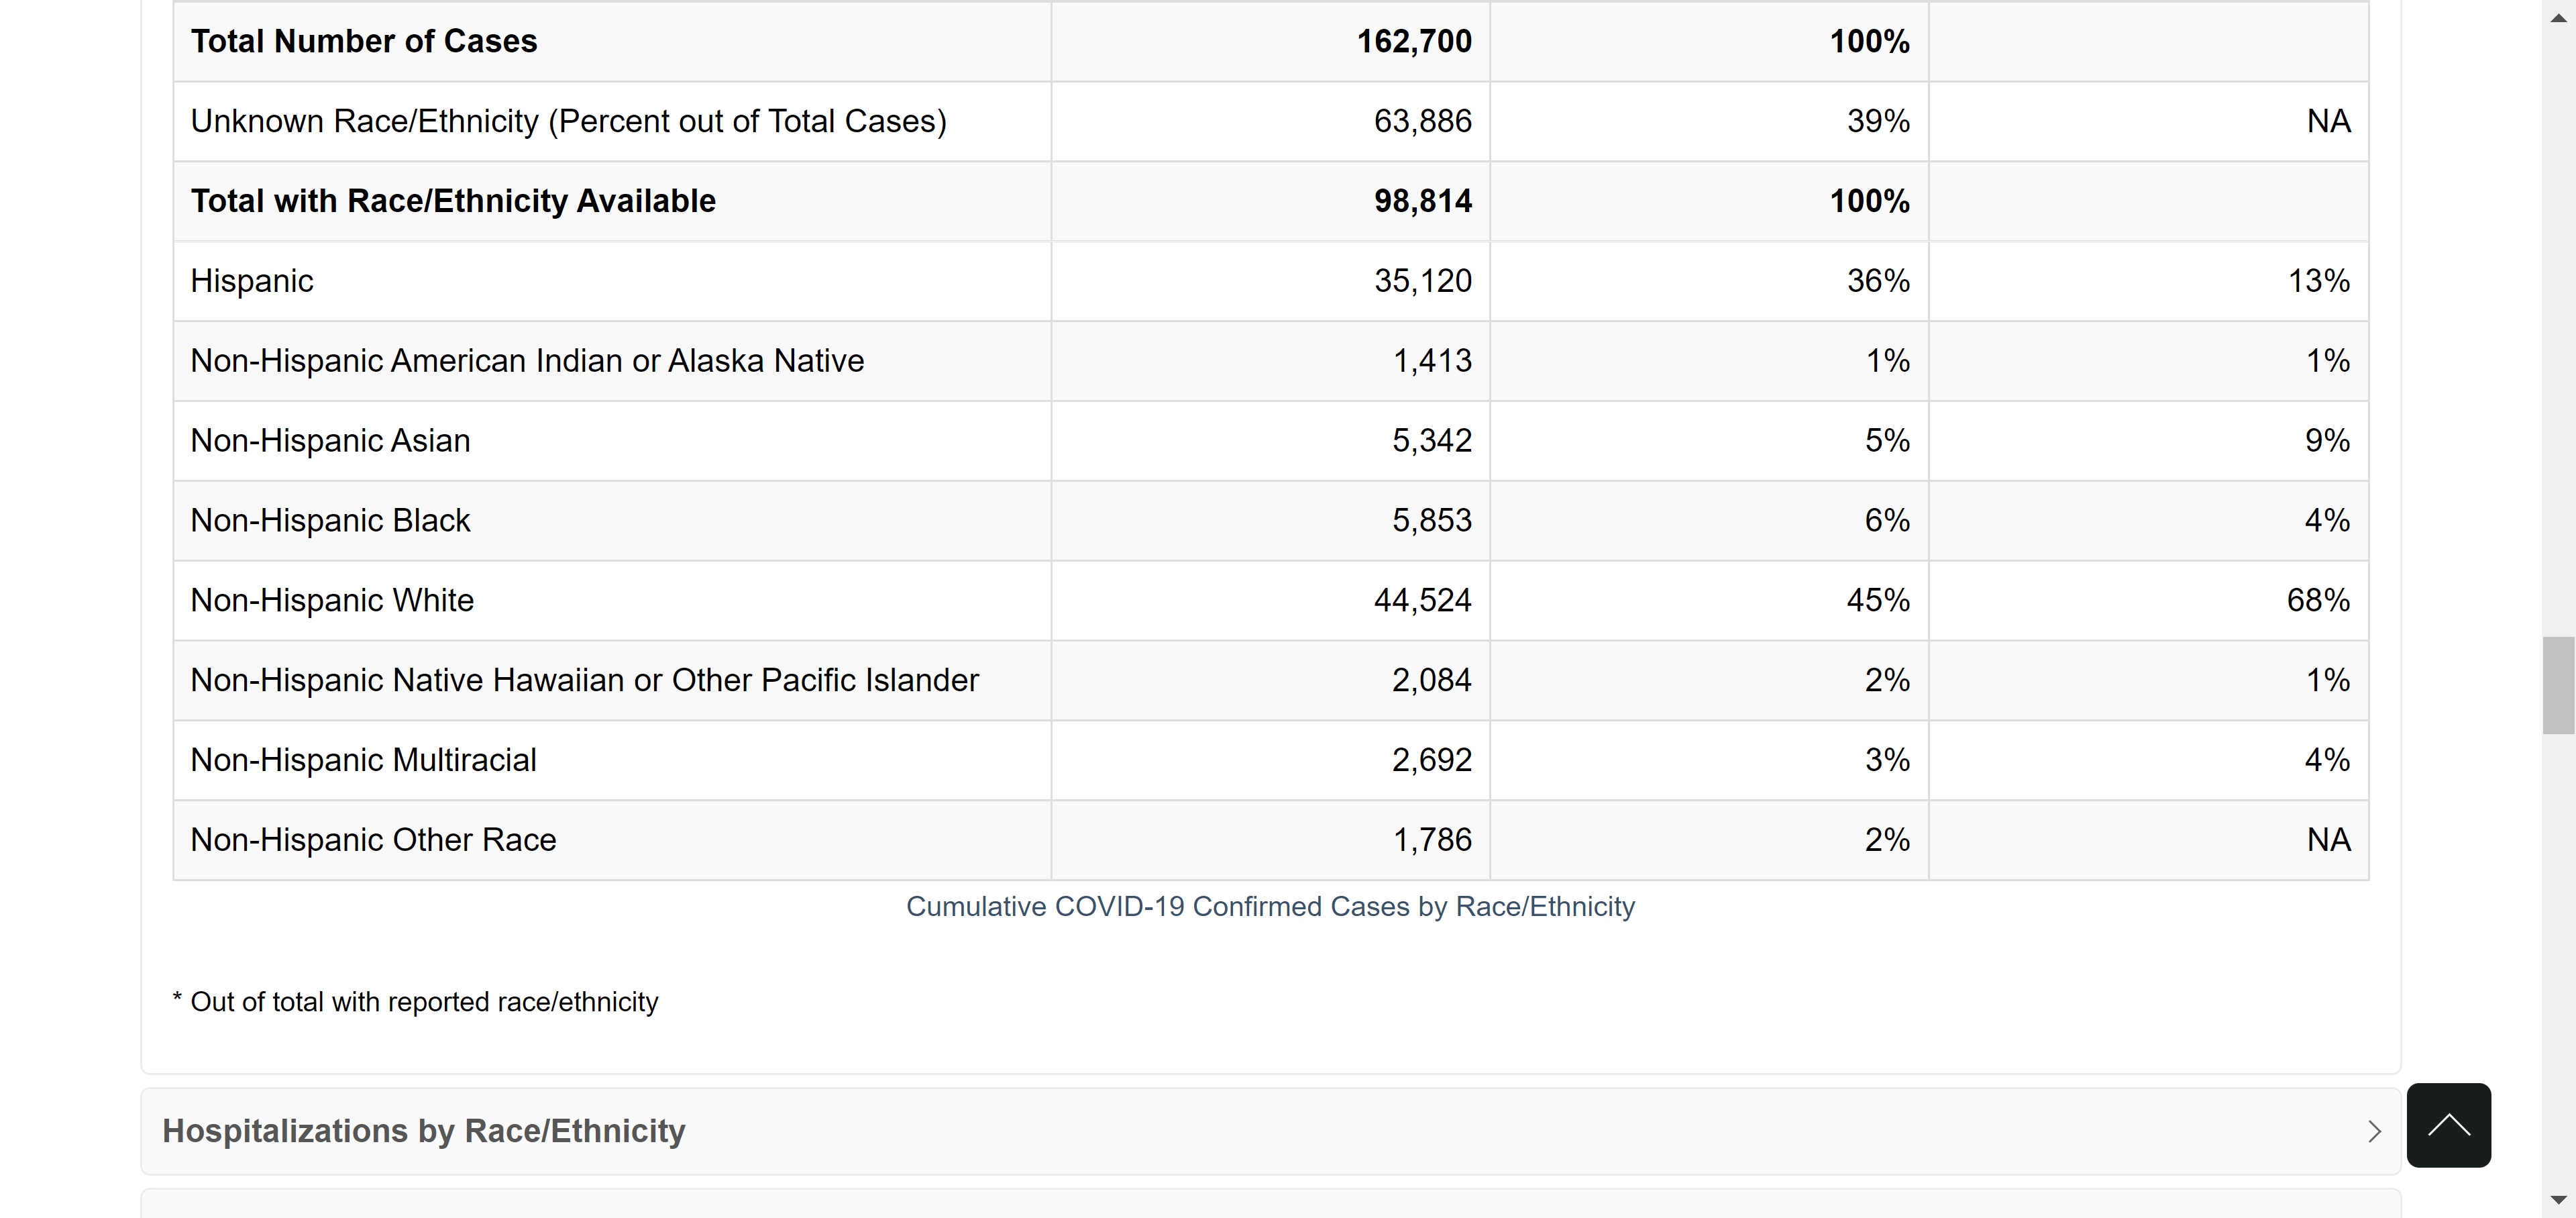 Total Number of Cases 162,700 100%
Unknown Race/Ethnicity (Percent out of Total Cases) 63,886 39% NA
Total with Race/Ethnicity Available 98,814 100%
Hispanic 35,120 36% 13%
Non-Hispanic American Indian or Alaska Native 1,413 1% 1%
Non-Hispanic Asian 5,342 5% 9%
Non-Hispanic Black 5,853 6% 4%
Non-Hispanic White 44,524 45% 68%
Non-Hispanic Native Hawaiian or Other Pacific Islander 2,084 2% 1%
Non-Hispanic Multiracial 2,692 3% 4%
Non-Hispanic Other Race 1,786 2% NA
Cumulative COVID-19 Confirmed Cases by Race/Ethnicity
* Out of total with reported race/ethnicity
Hospitalizations by Race/Ethnicity